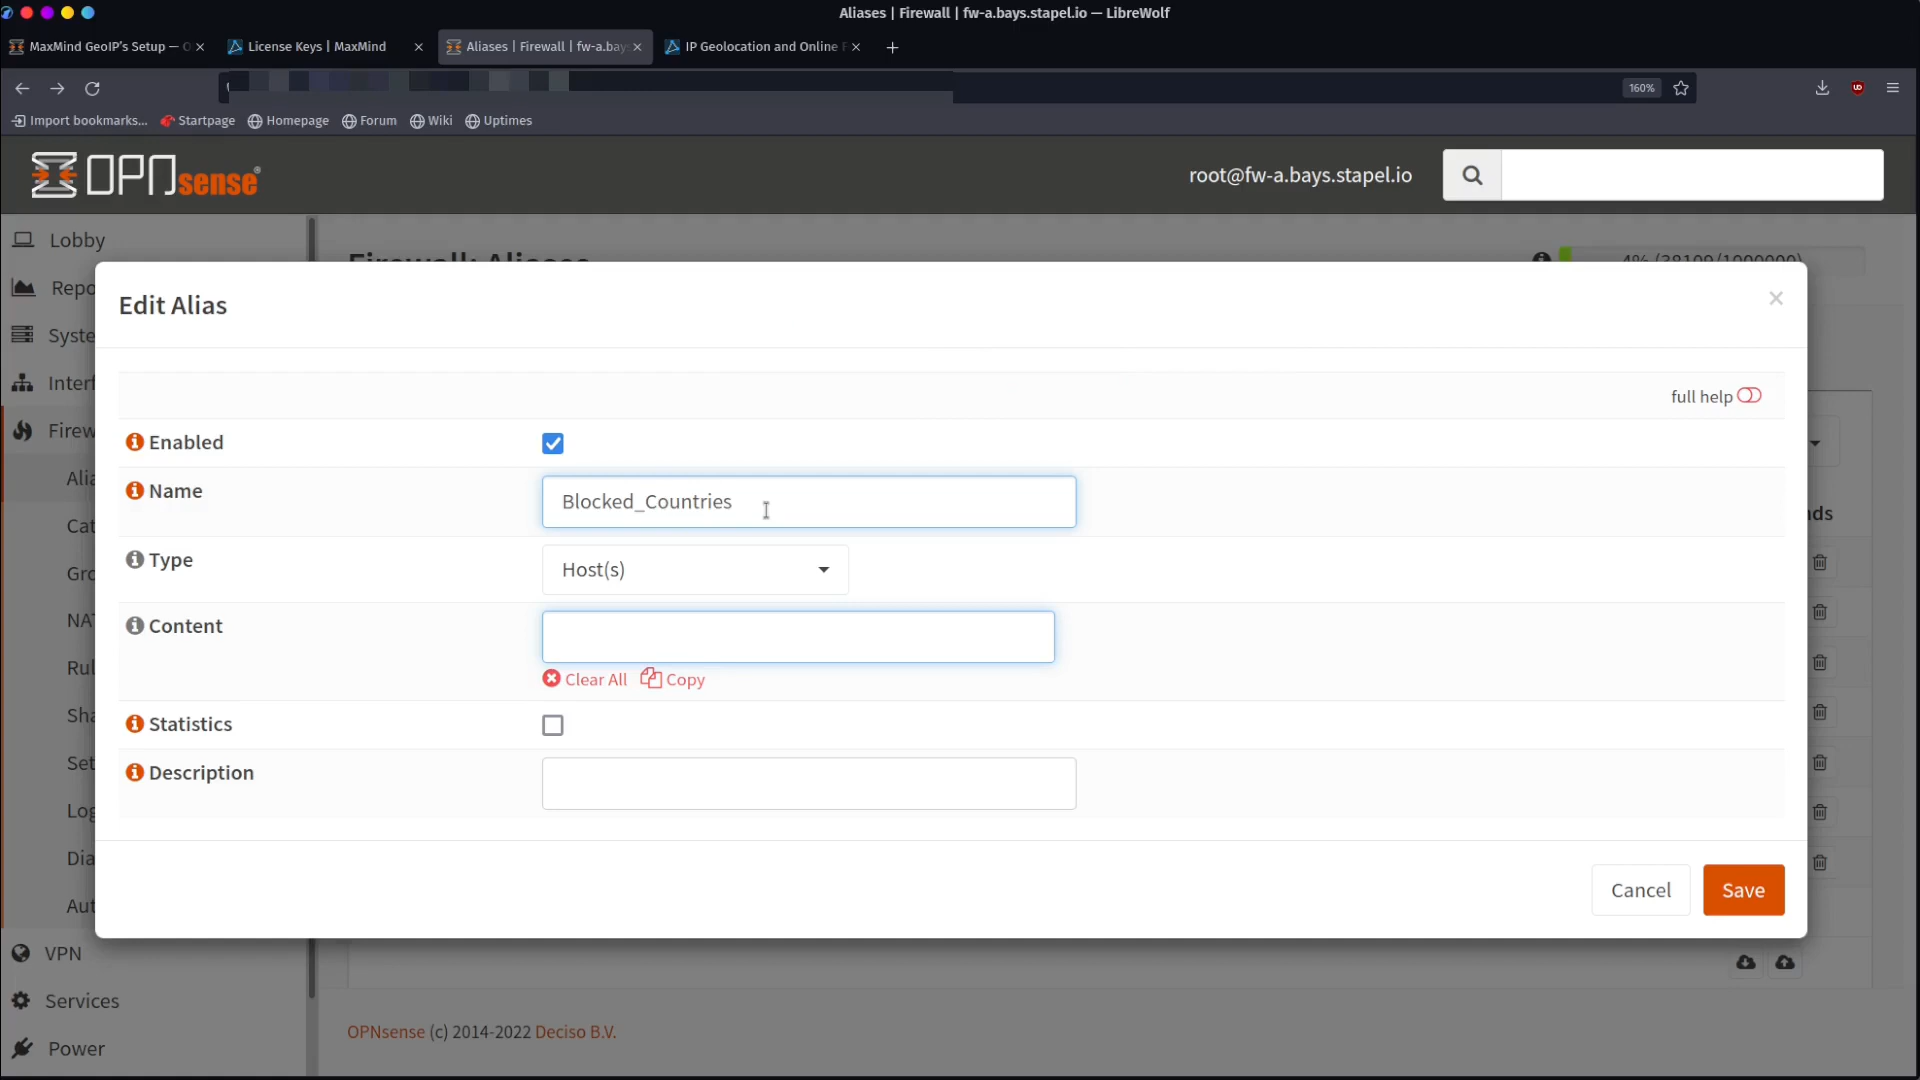 Aliases | Firewall | fw-a.bays.stapel.io — LibreWolf
MaxMind GeoIP's Setup — O
License Keys | MaxMind
Aliases | Firewall | fw-a.bays
IP Geolocation and Online F
160%
Import bookmarks...
Startpage
Homepage
Forum
Wiki
Uptimes
OPNsense®
root@fw-a.bays.stapel.io
Lobby
Firewall: Aliases
4% (38109/1000000)
Repo
Syste
Interf
Firew
Alia
Cat
Gro
NAT
Rul
Sha
Set
Log
Dia
Aut
VPN
Services
Power
Edit Alias
full help
Enabled
Name
Blocked_Countries
Type
Host(s)
Content
Clear All
Copy
Statistics
Description
Cancel
Save
nds
OPNsense (c) 2014-2022 Deciso B.V.